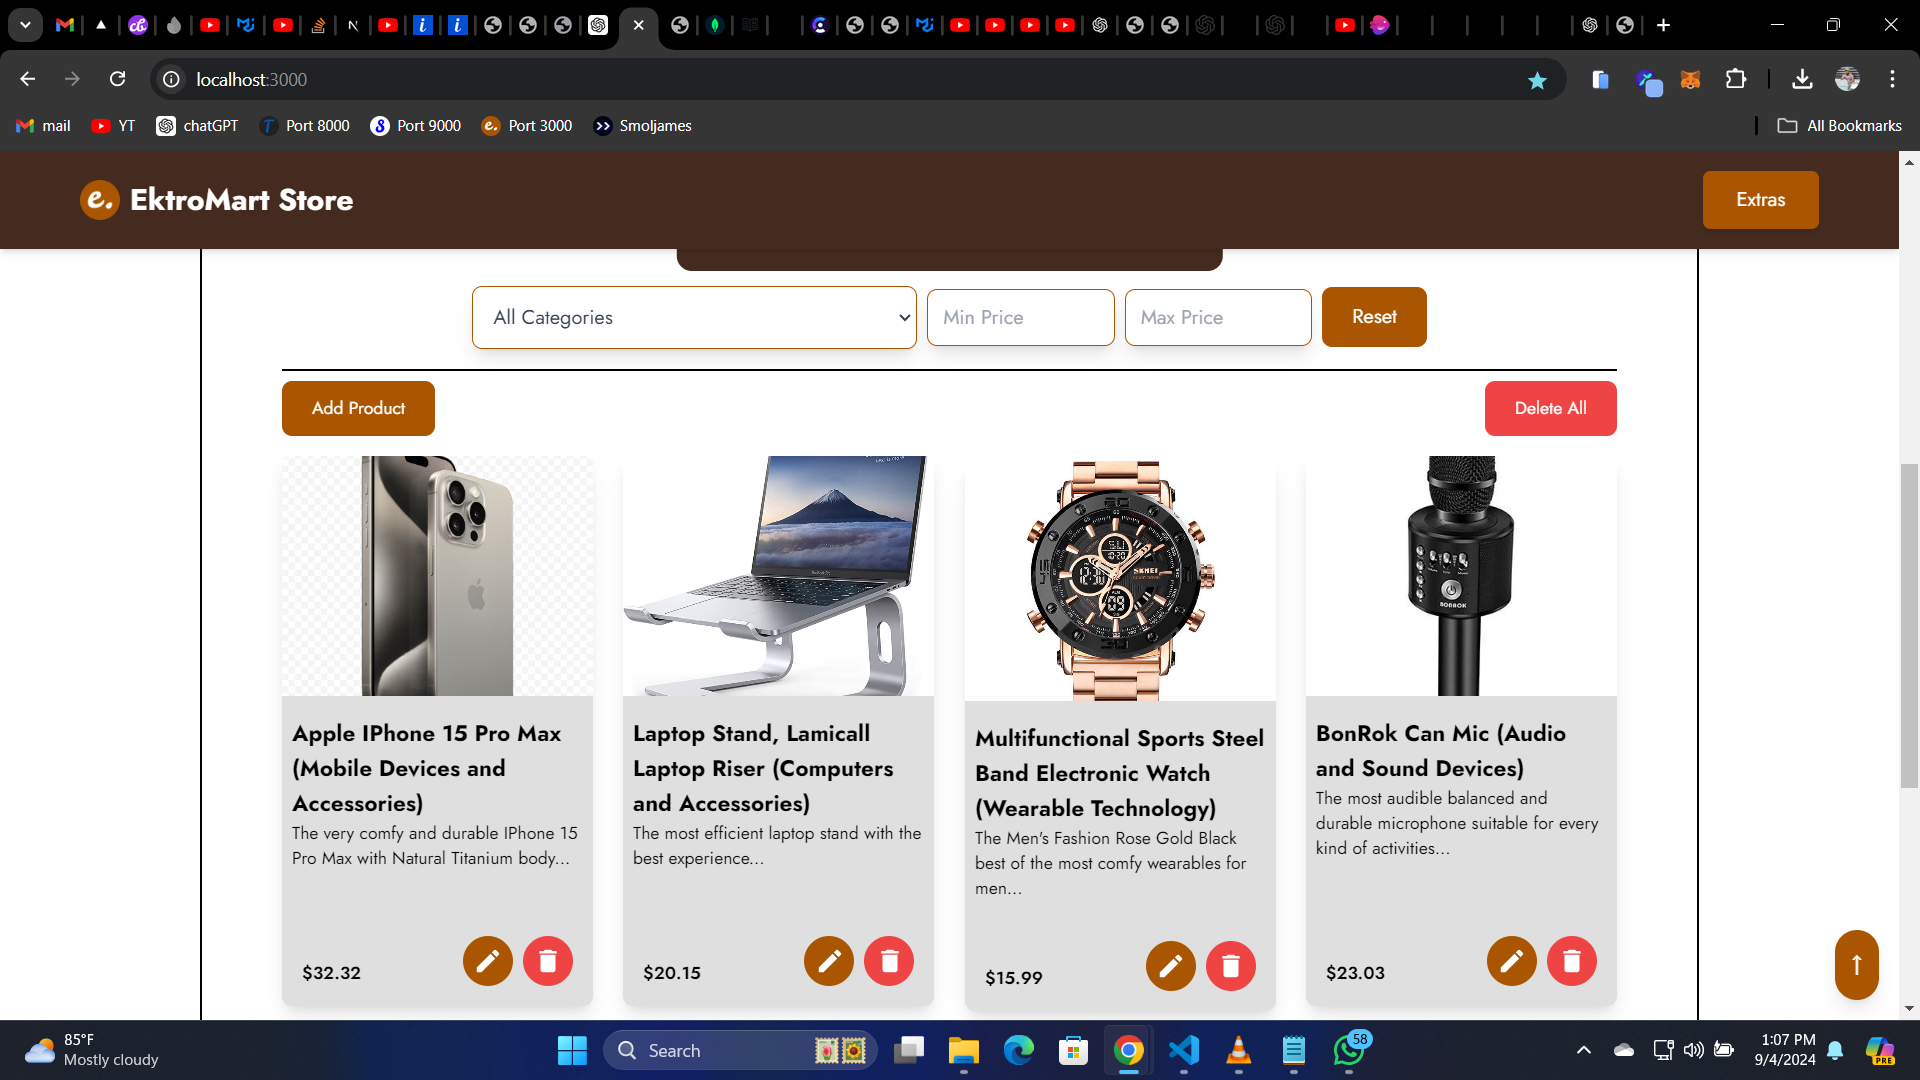 localhost:3000
mail
YT
chatGPT
Port 8000
Port 9000
Port 3000
Smoljames
All Bookmarks
e. EktroMart Store
Extras
All Categories
Min Price
Max Price
Reset
Add Product
Delete All
SKMEI
BONROK
Apple IPhone 15 Pro Max
(Mobile Devices and
Accessories)
The very comfy and durable IPhone 15
Pro Max with Natural Titanium body...
$32.32
Laptop Stand, Lamicall
Laptop Riser (Computers
and Accessories)
The most efficient laptop stand with the
best experience...
$20.15
Multifunctional Sports Steel
Band Electronic Watch
(Wearable Technology)
The Men's Fashion Rose Gold Black
best of the most comfy wearables for
men...
$15.99
BonRok Can Mic (Audio
and Sound Devices)
The most audible balanced and
durable microphone suitable for every
kind of activities...
$23.03
↑
85°F
Mostly cloudy
Search
58
1:07 PM
9/4/2024
PRE